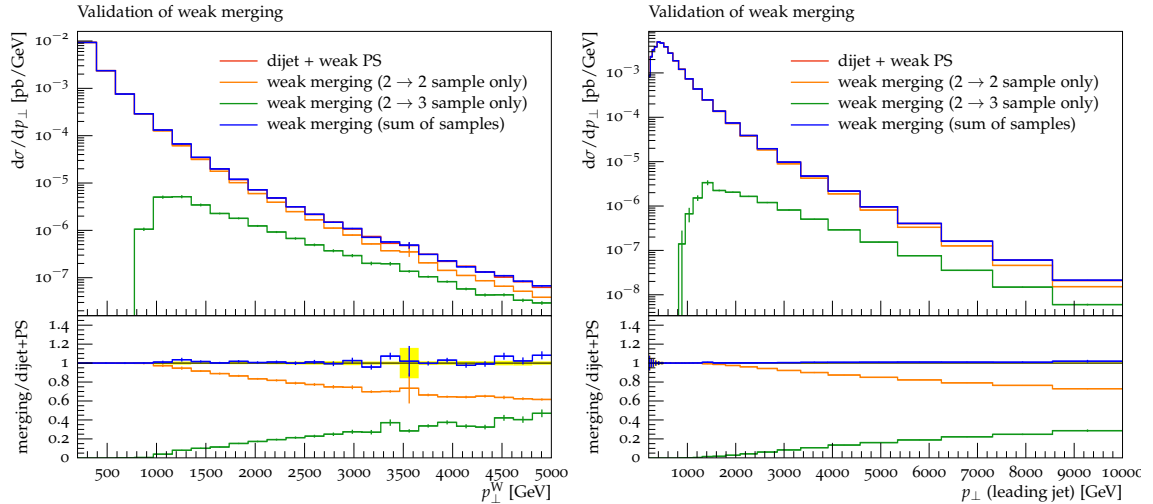 Validation of weak merging
dσ/dp⊥ [pb/GeV]
10⁻²
10⁻³
10⁻⁴
10⁻⁵
10⁻⁶
10⁻⁷
dijet + weak PS
weak merging (2 → 2 sample only)
weak merging (2 → 3 sample only)
weak merging (sum of samples)
merging/dijet+PS
1.4
1.2
1
0.8
0.6
0.4
0.2
0
500 1000 1500 2000 2500 3000 3500 4000 4500 5000
p⊥^W [GeV]
Validation of weak merging
dσ/dp⊥ [pb/GeV]
10⁻³
10⁻⁴
10⁻⁵
10⁻⁶
10⁻⁷
10⁻⁸
dijet + weak PS
weak merging (2 → 2 sample only)
weak merging (2 → 3 sample only)
weak merging (sum of samples)
merging/dijet+PS
1.4
1.2
1
0.8
0.6
0.4
0.2
0
1000 2000 3000 4000 5000 6000 7000 8000 9000 10000
p⊥ (leading jet) [GeV]